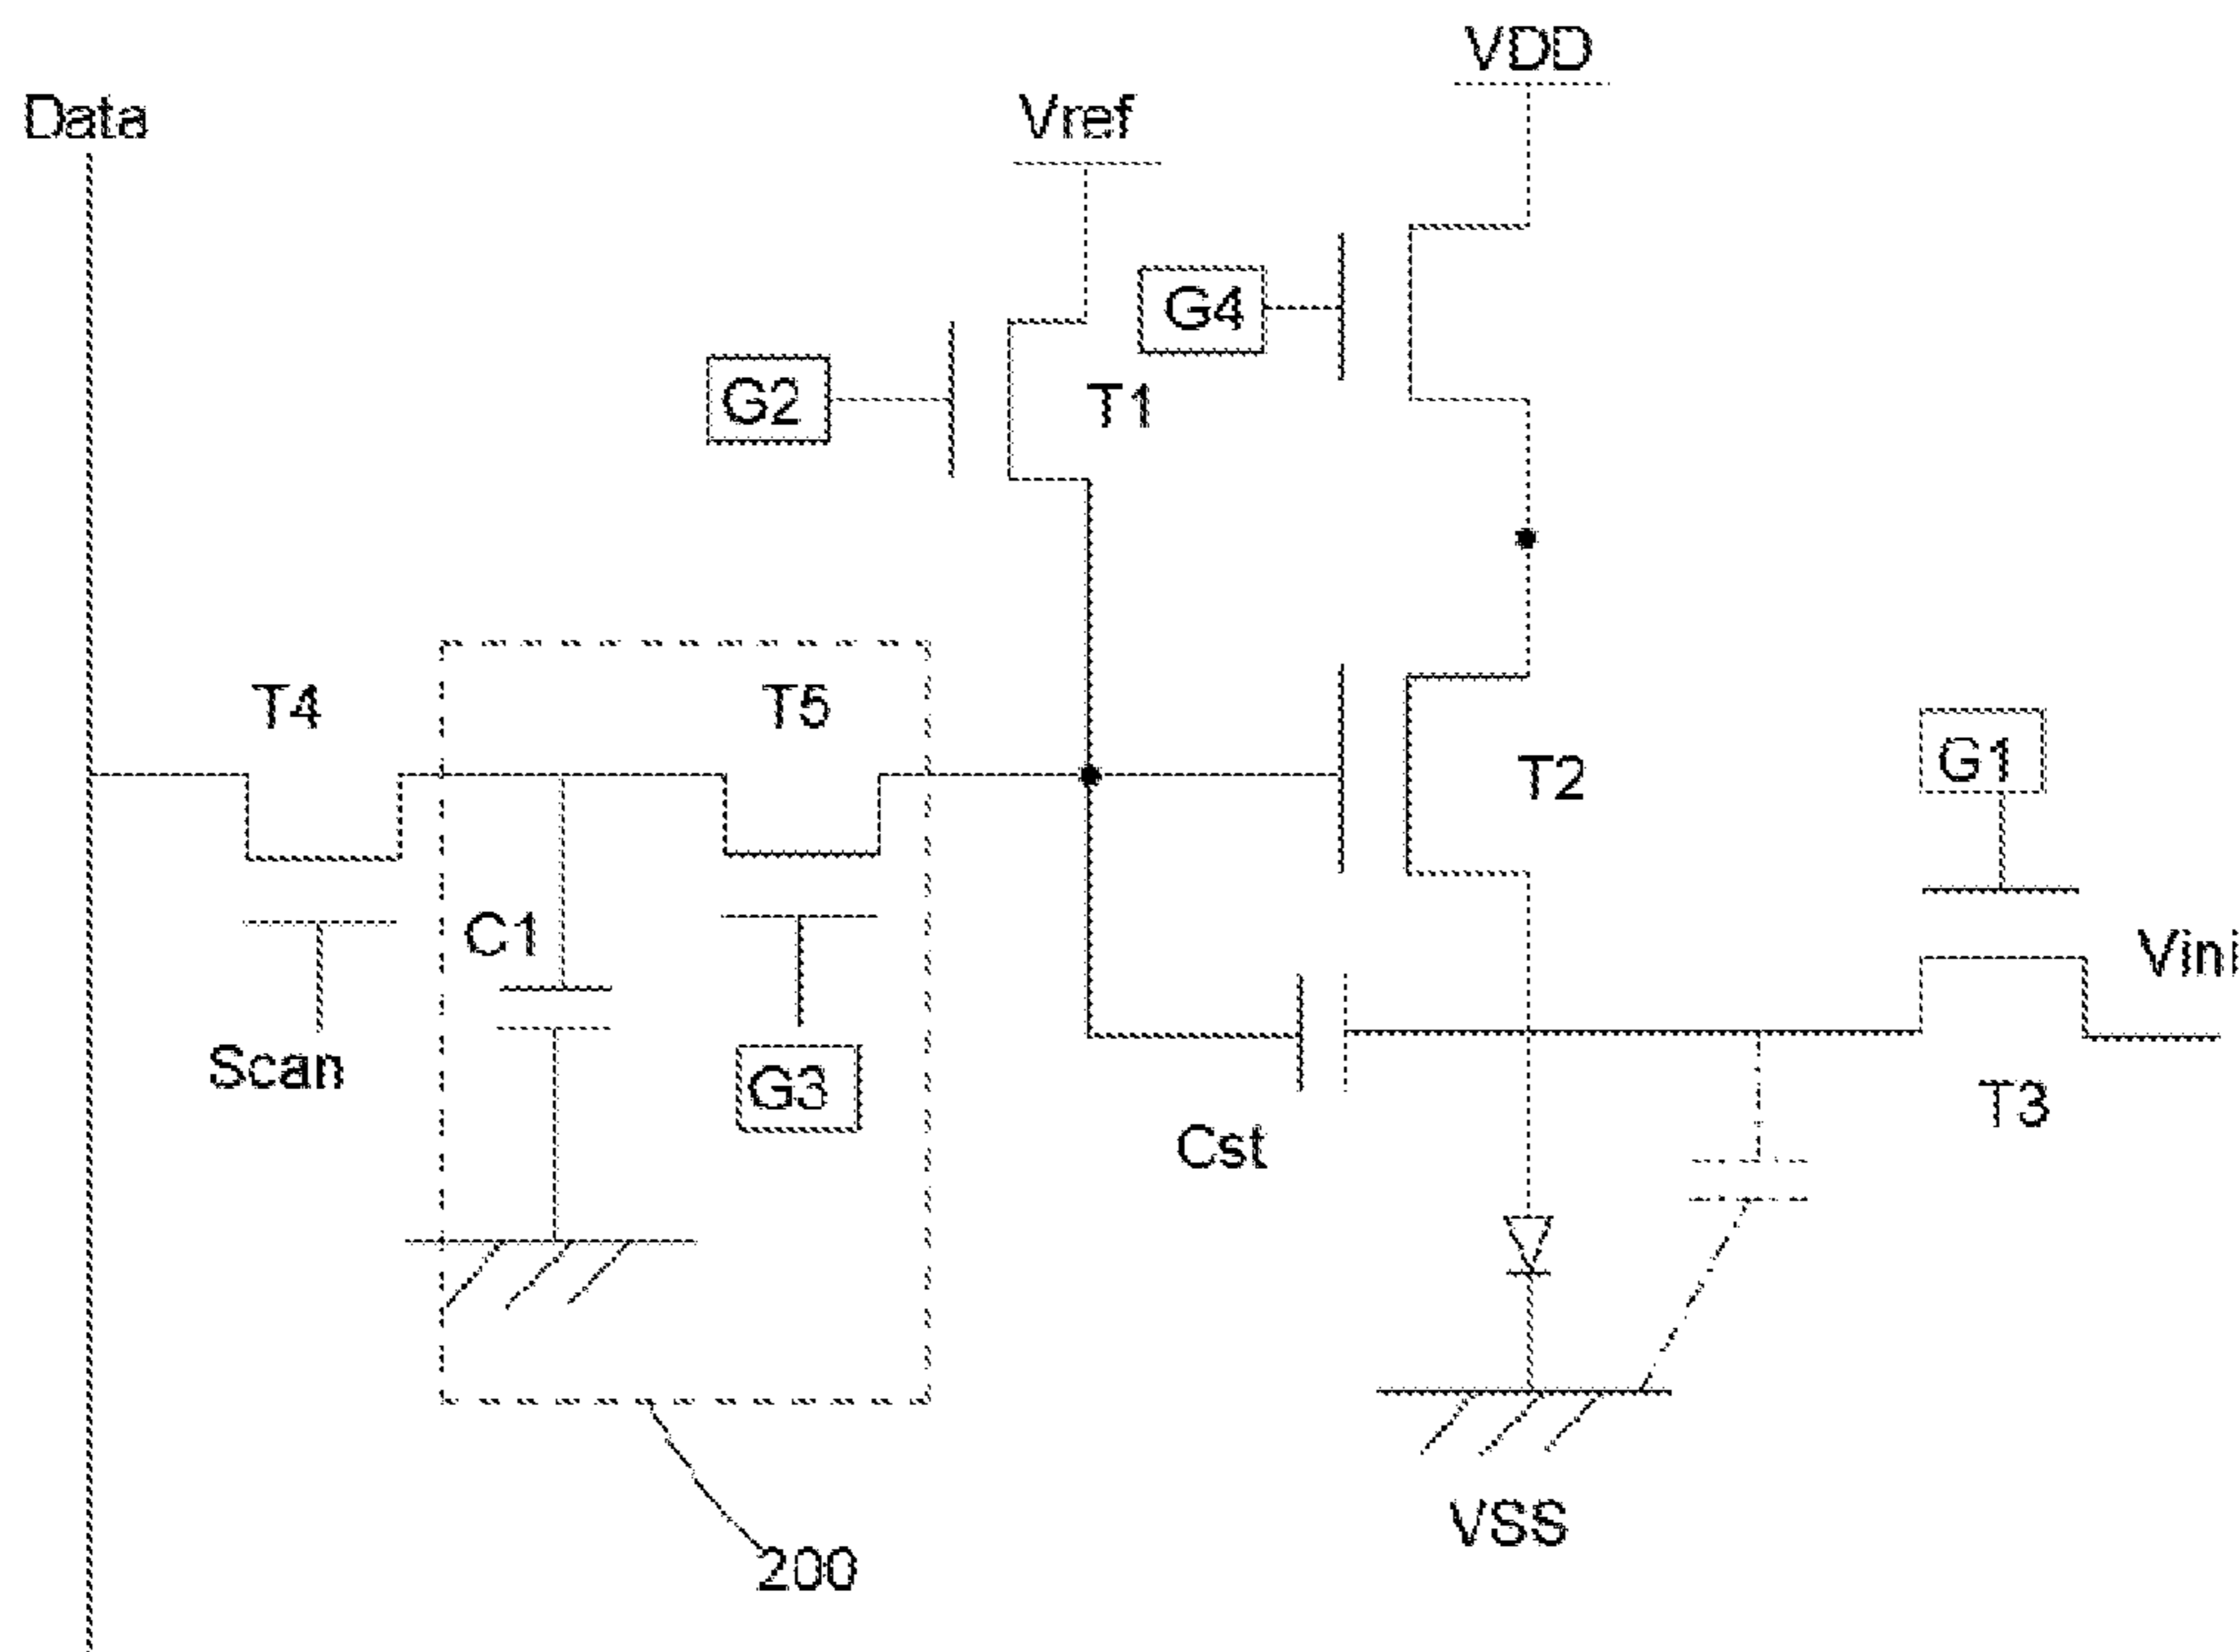 VDD
Data
Vref
G4
G2
T1
T4
T5
G1
T2
C1
Vini
Scan
G3
T3
Cst
VSS
200